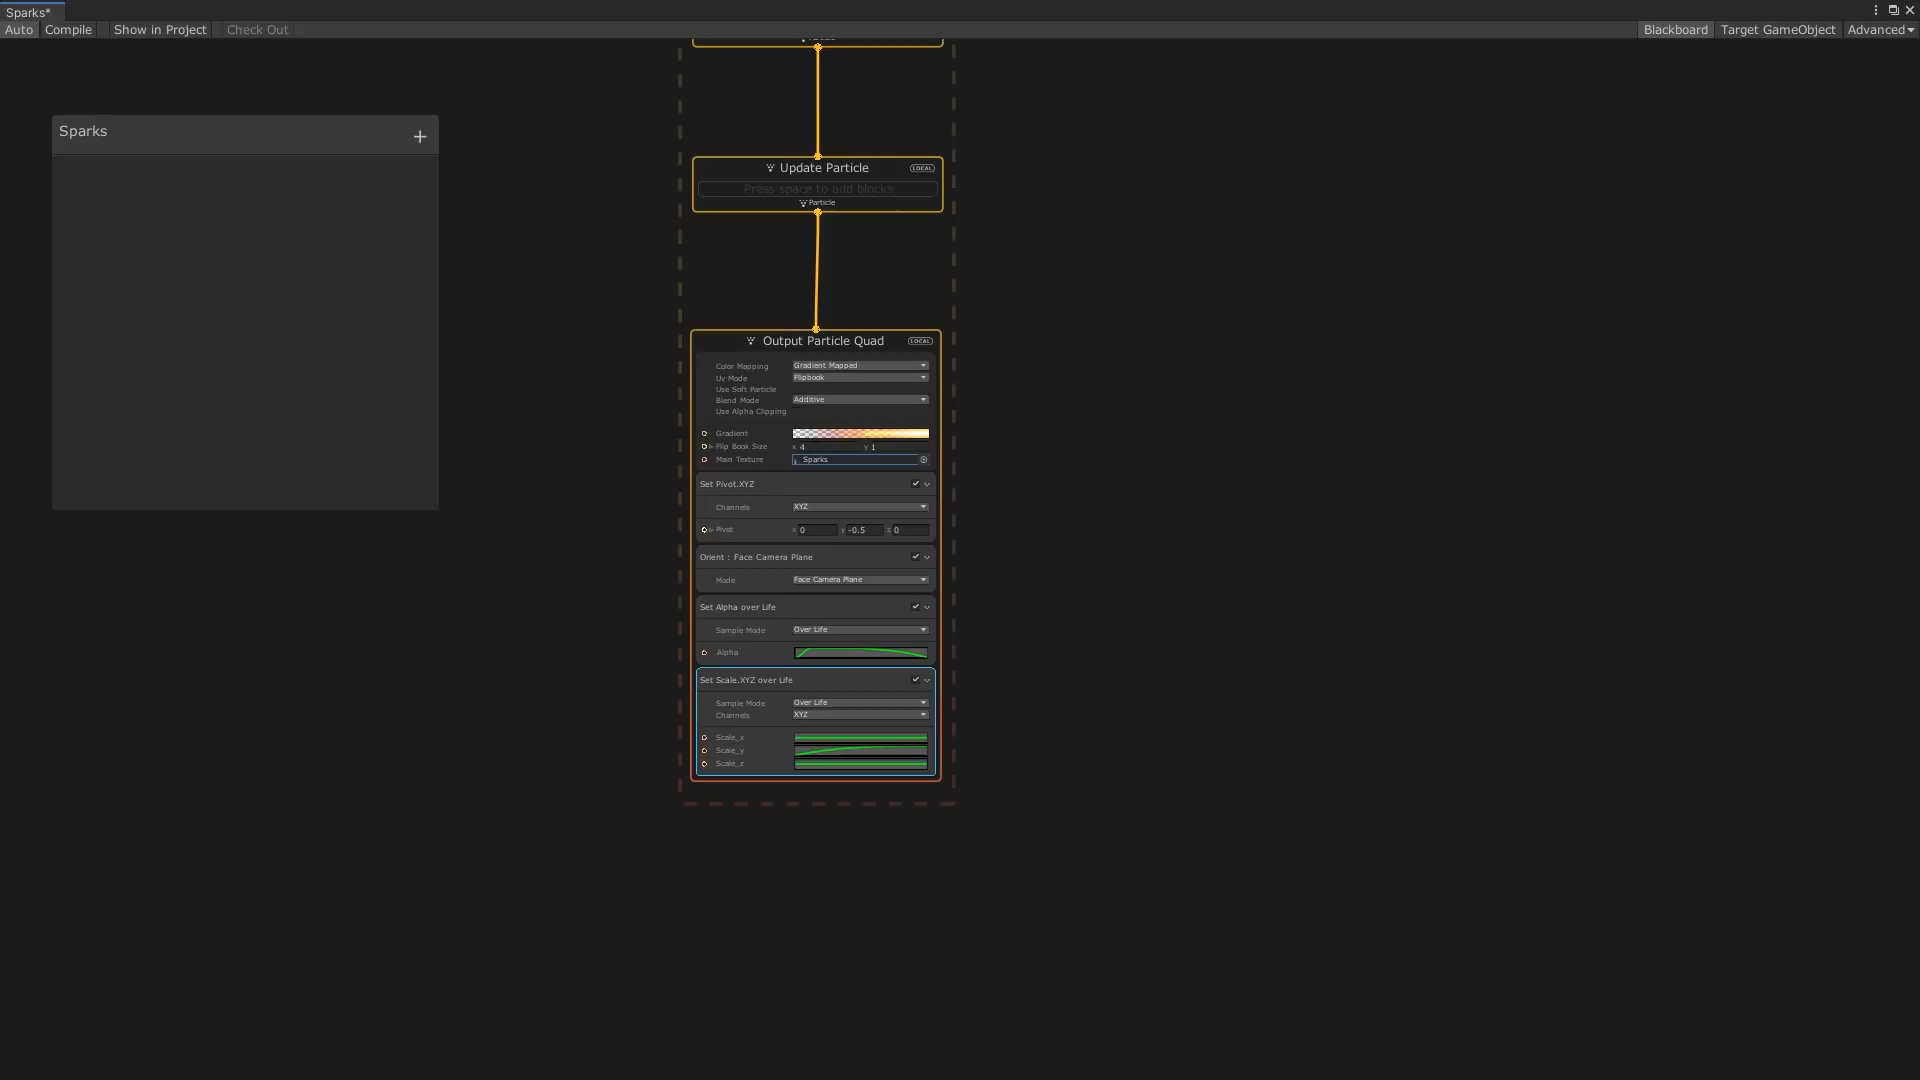 Sparks*
Auto Compile Show in Project Check Out Blackboard Target GameObject Advanced
Sparks
Update Particle LOCAL
Press space to add blocks
Particle
Output Particle Quad LOCAL
Color Mapping Gradient Mapped
Uv Mode Flipbook
Use Soft Particle
Blend Mode Additive
Use Alpha Clipping
Gradient
Flip Book Size x 4 y 1
Main Texture Sparks
Set Pivot.XYZ
Channels XYZ
Pivot x 0 y -0.5 z 0
Orient : Face Camera Plane
Mode Face Camera Plane
Set Alpha over Life
Sample Mode Over Life
Alpha
Set Scale.XYZ over Life
Sample Mode Over Life
Channels XYZ
Scale_x
Scale_y
Scale_z